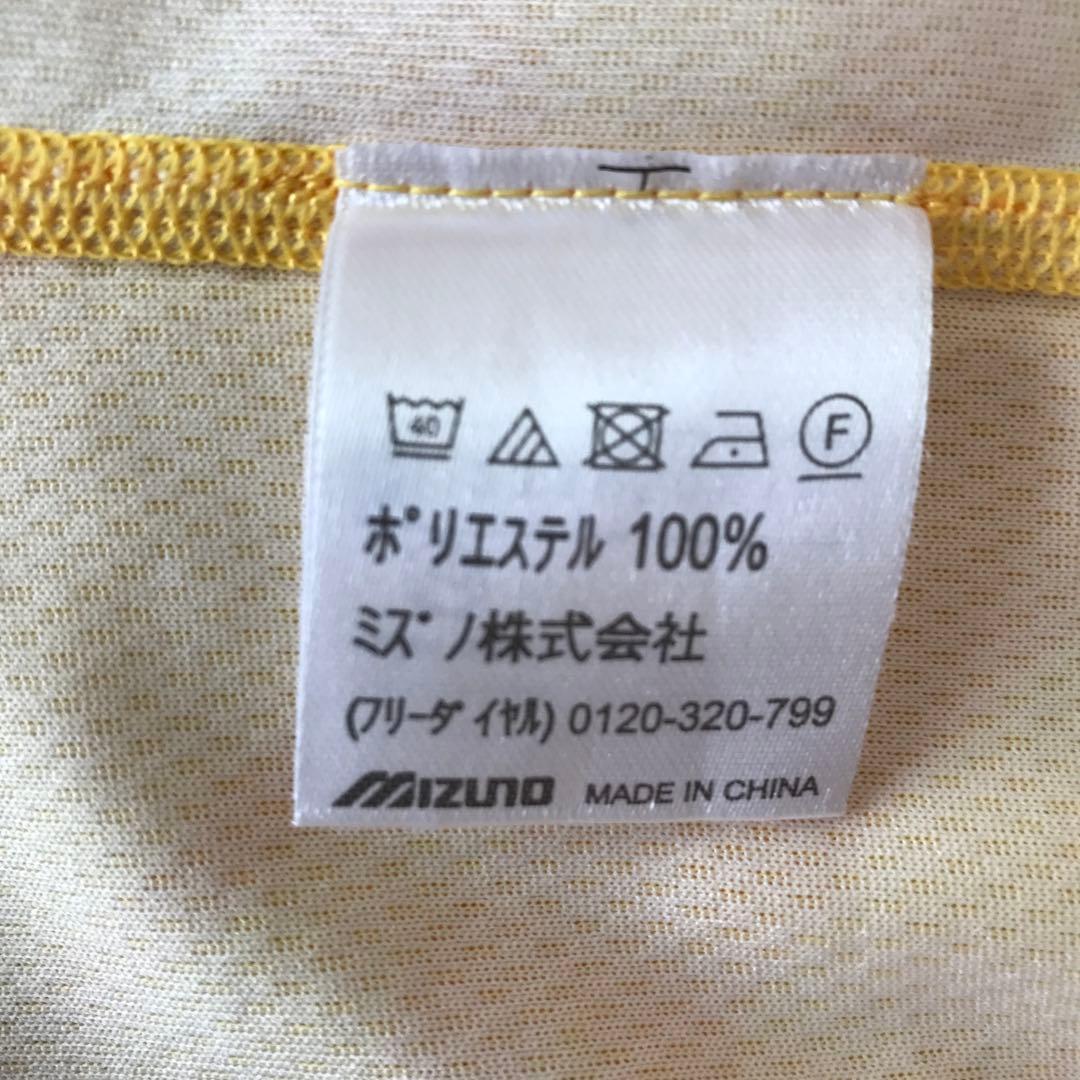 40
F
ポリエステル 100%
ミズノ株式会社
(フリーダイヤル) 0120-320-799
MIZUNO MADE IN CHINA